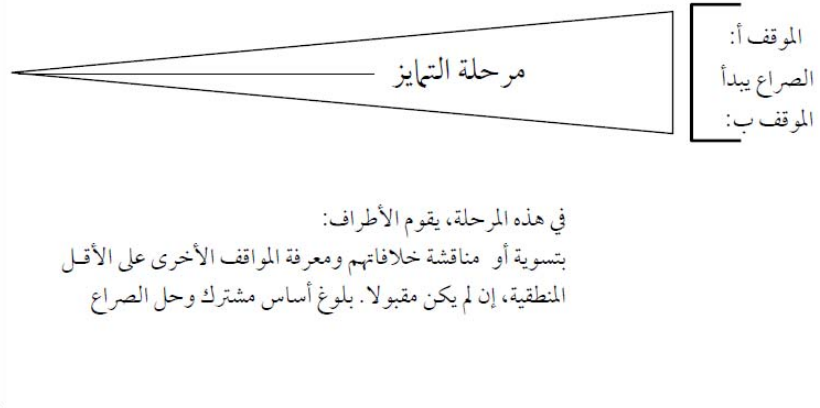 الموقف أ:
الصراع يبدأ
الموقف ب:
مرحلة التمايز
في هذه المرحلة، يقوم الأطراف:
بتسوية أو مناقشة خلافاتهم ومعرفة المواقف الأخرى على الأقل
المنطقية، إن لم يكن مقبولا. بلوغ أساس مشترك وحل الصراع